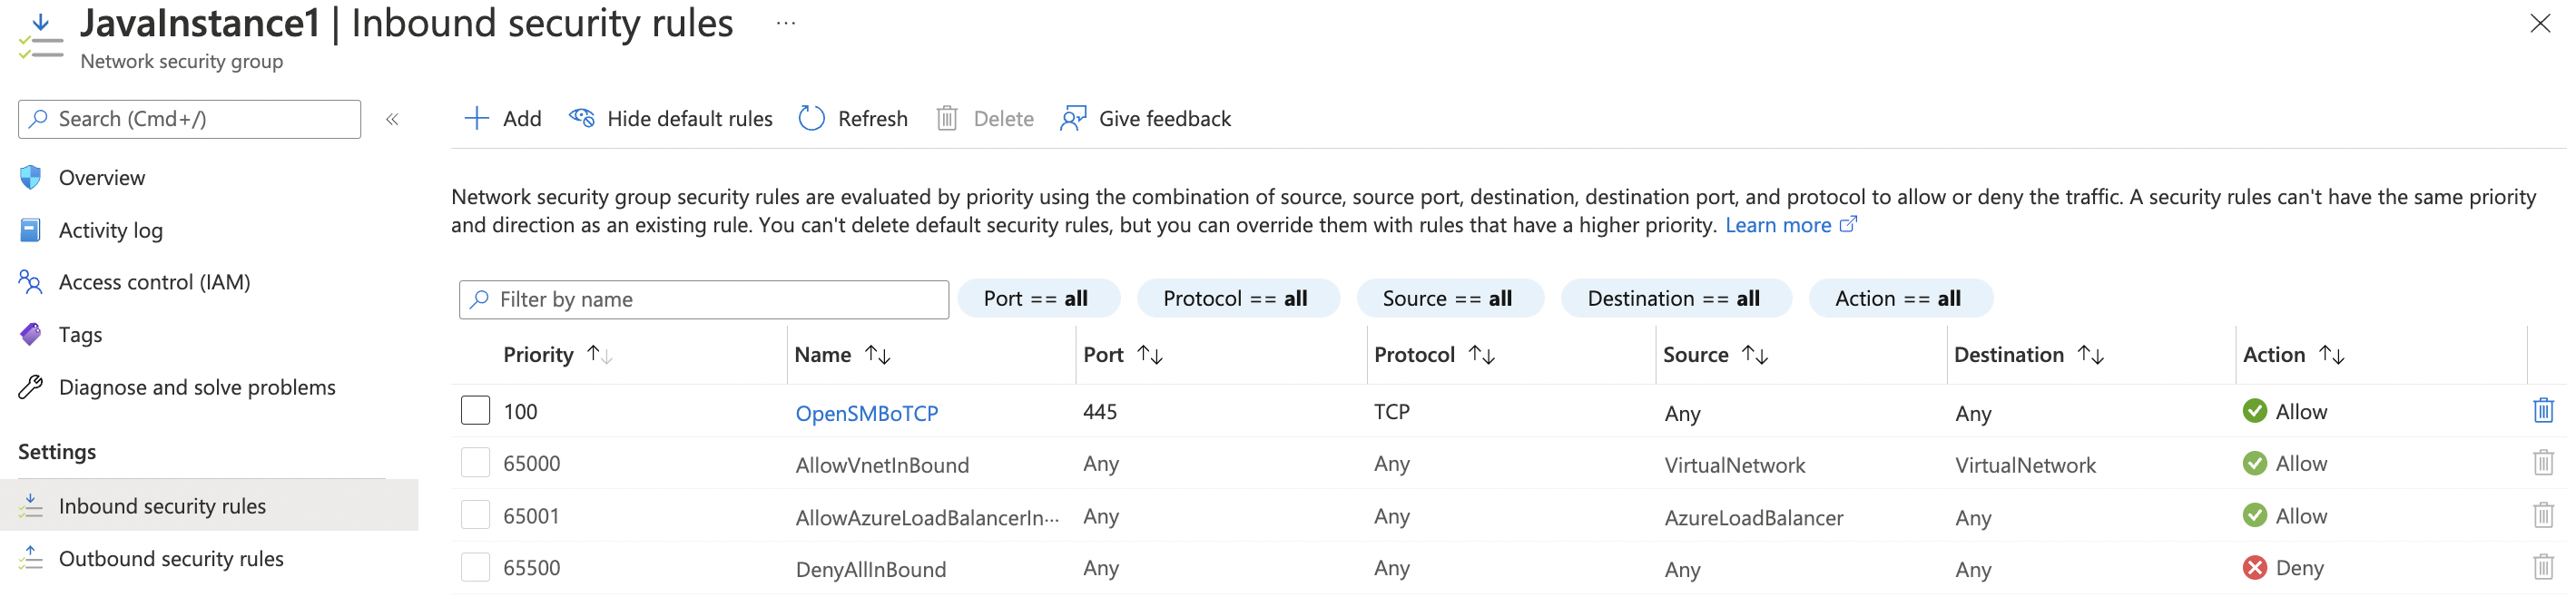 JavaInstance1 | Inbound security rules ...
Network security group
Search (Cmd+/)
«
Add
Hide default rules
Refresh
Delete
Give feedback
Overview
Activity log
Access control (IAM)
Tags
Diagnose and solve problems
Settings
Inbound security rules
Outbound security rules
Network security group security rules are evaluated by priority using the combination of source, source port, destination, destination port, and protocol to allow or deny the traffic. A security rules can't have the same priority
and direction as an existing rule. You can't delete default security rules, but you can override them with rules that have a higher priority. Learn more
Filter by name Port == all Protocol == all Source == all Destination == all Action == all
Priority Name Port Protocol Source Destination Action
100 OpenSMBoTCP 445 TCP Any Any Allow
65000 AllowVnetInBound Any Any VirtualNetwork VirtualNetwork Allow
65001 AllowAzureLoadBalancerIn... Any Any AzureLoadBalancer Any Allow
65500 DenyAllInBound Any Any Any Any Deny